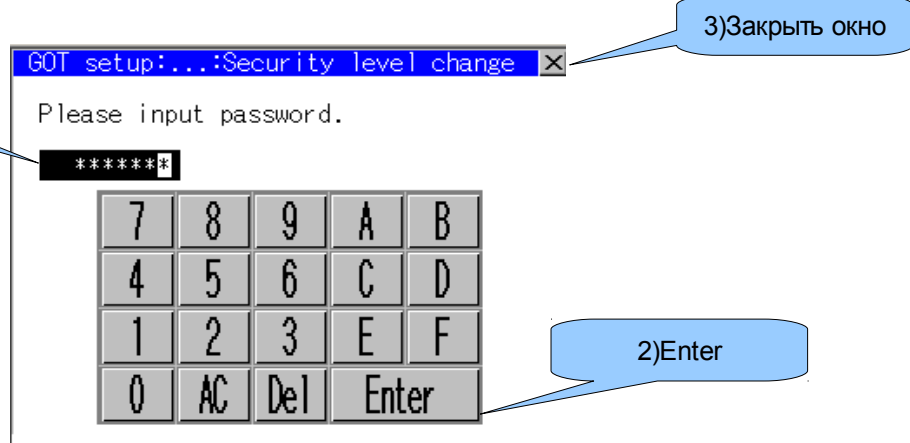 3)Закрыть окно
GOT setup:...:Security level change ×
Please input password.
*******
7 8 9 A B
4 5 6 C D
1 2 3 E F
2)Enter
0 AC Del Enter